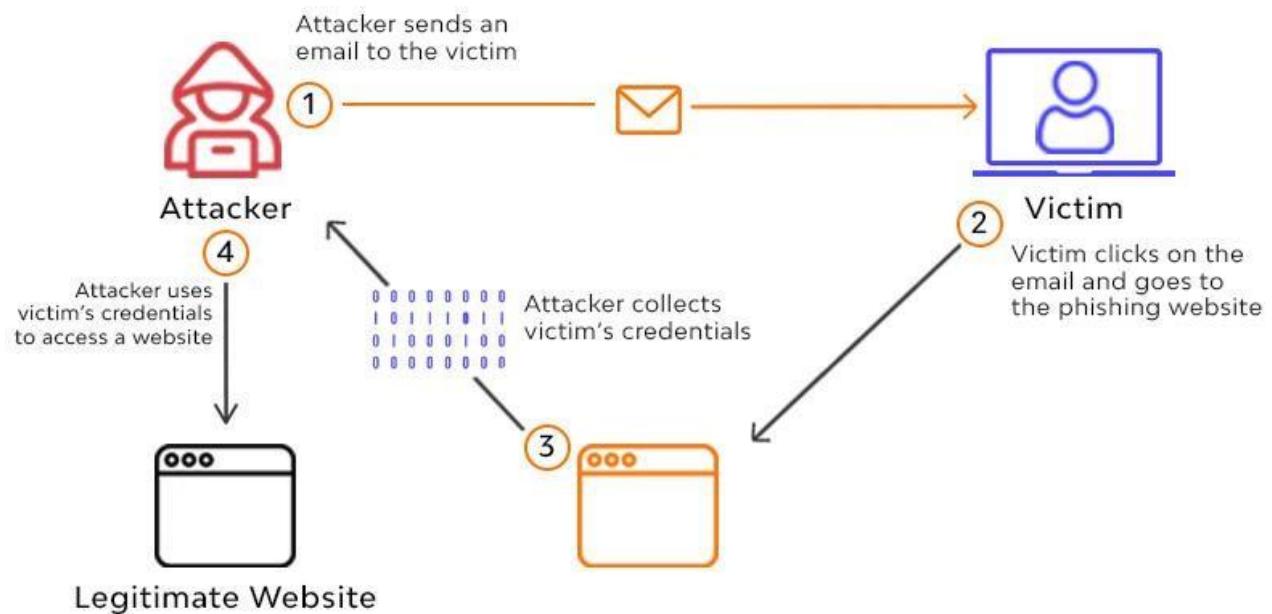 Attacker sends an
email to the victim
1
Attacker
Victim
2
Victim clicks on the
email and goes to
the phishing website
4
Attacker uses
victim's credentials
to access a website
0 0 0 0 0 0 0 0
1 0 1 1 1 0 1 1
0 1 0 0 0 1 0 0
0 0 0 0 0 0 0 0
Attacker collects
victim's credentials
3
Legitimate Website